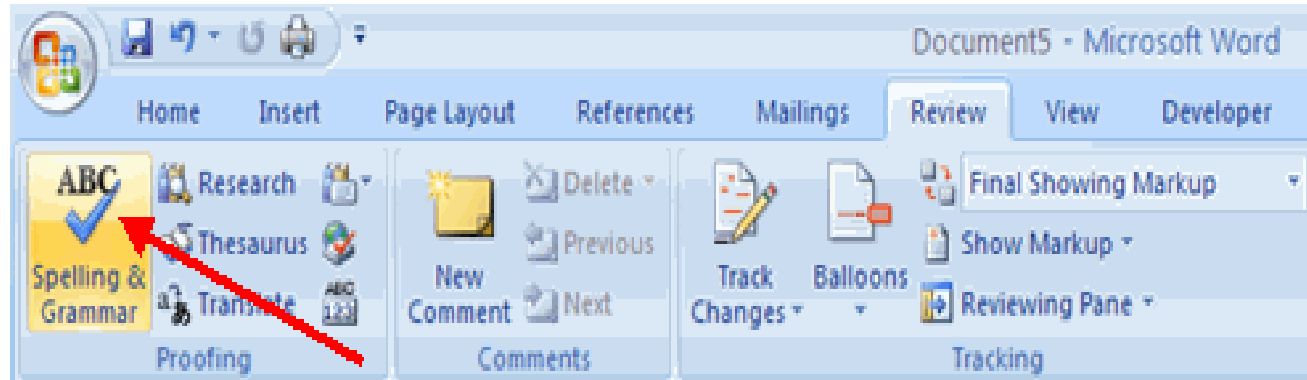 Document5 - Microsoft Word
Home Insert Page Layout References Mailings Review View Developer
ABC Research Delete Final Showing Markup
Thesaurus Previous Show Markup
Spelling & Grammar Translate ABC 123 New Comment Next Track Changes Balloons Reviewing Pane
Proofing Comments Tracking